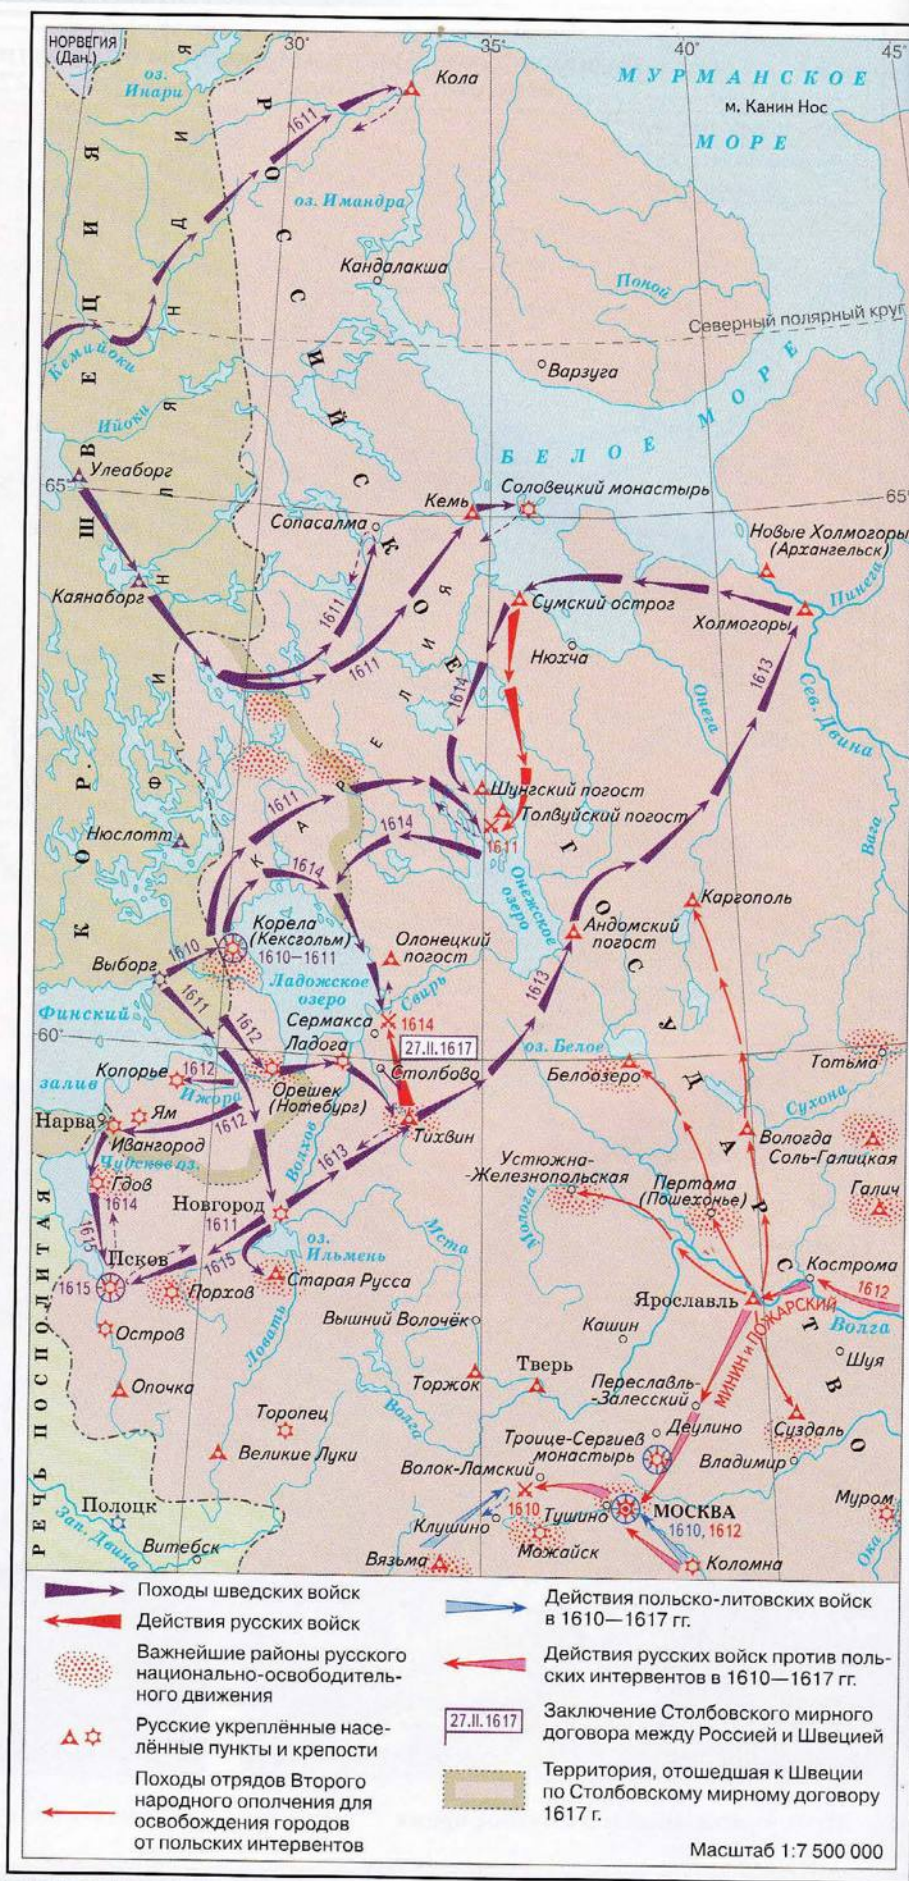 НОРВЕГИЯ
(Дан.)
30°
35°
40°
45°
оз.
Инари
Кола
МУРМАНСКОЕ
м. Канин Нос
МОРЕ
1611
оз. Имандра
Кандалакша
Поной
Северный полярный круг
Кемийоки
Варзуга
Ийоки
БЕЛОЕ МОРЕ
ШВЕЦИЯ
ФИНЛЯНДИЯ
РОССИЙСКОЕ ГОСУДАРСТВО
КОР.
КАРЕЛИЯ
Улеаборг
65°
65°
Кемь
Соловецкий монастырь
Сопасалма
Новые Холмогоры
(Архангельск)
Каянаборг
Пинега
1611
Сумский острог
Холмогоры
1611
Нюхча
1614
1613
Онега
Сев. Двина
Шунгский погост
1611
Толвуйский погост
Нюслотт
1614
1611
Вага
1614
Онежское
озеро
Каргополь
Корела
(Кексгольм)
1610–1611
Андомский
погост
1610
Олонецкий
погост
Выборг
Ладожское
озеро
1613
1611
Свирь
Финский
залив
1612
Сермакса
1614
60°
Ладога
27.II.1617
оз. Белое
Тотьма
Копорье
1612
Столбово
Белоозеро
Ижора
Орешек
(Нотебург)
Сухона
Нарва
Ям
1612
Тихвин
Ивангород
Волхов
Вологда
Чудское оз.
1613
Устюжна-
-Железнопольская
Соль-Галицкая
Гдов
1614
Пертома
(Пошехонье)
Галич
Новгород
1611
Молога
1615
оз.
Ильмень
Мста
Псков
1615
1615
Кострома
Старая Русса
1612
Порхов
Ярославль
МИНИН и ПОЖАРСКИЙ
Волга
Вышний Волочёк
Остров
Кашин
Ловать
Шуя
Тверь
Переславль-
-Залесский
Опочка
Торжок
Волга
Торопец
Деулино
Суздаль
Троице-Сергиев
монастырь
Великие Луки
Владимир
Волок-Ламский
РЕЧЬ ПОСПОЛИТАЯ
1610
Тушино
МОСКВА
1610, 1612
Муром
Полоцк
Клушино
Можайск
Зап. Двина
Витебск
Вязьма
Коломна
Ока
Походы шведских войск
Действия русских войск
Важнейшие районы русского
национально-освободитель-
ного движения
Русские укреплённые насе-
лённые пункты и крепости
Походы отрядов Второго
народного ополчения для
освобождения городов
от польских интервентов
Действия польско-литовских войск
в 1610—1617 гг.
Действия русских войск против поль-
ских интервентов в 1610—1617 гг.
27.II.1617
Заключение Столбовского мирного
договора между Россией и Швецией
Территория, отошедшая к Швеции
по Столбовскому мирному договору
1617 г.
Масштаб 1:7 500 000